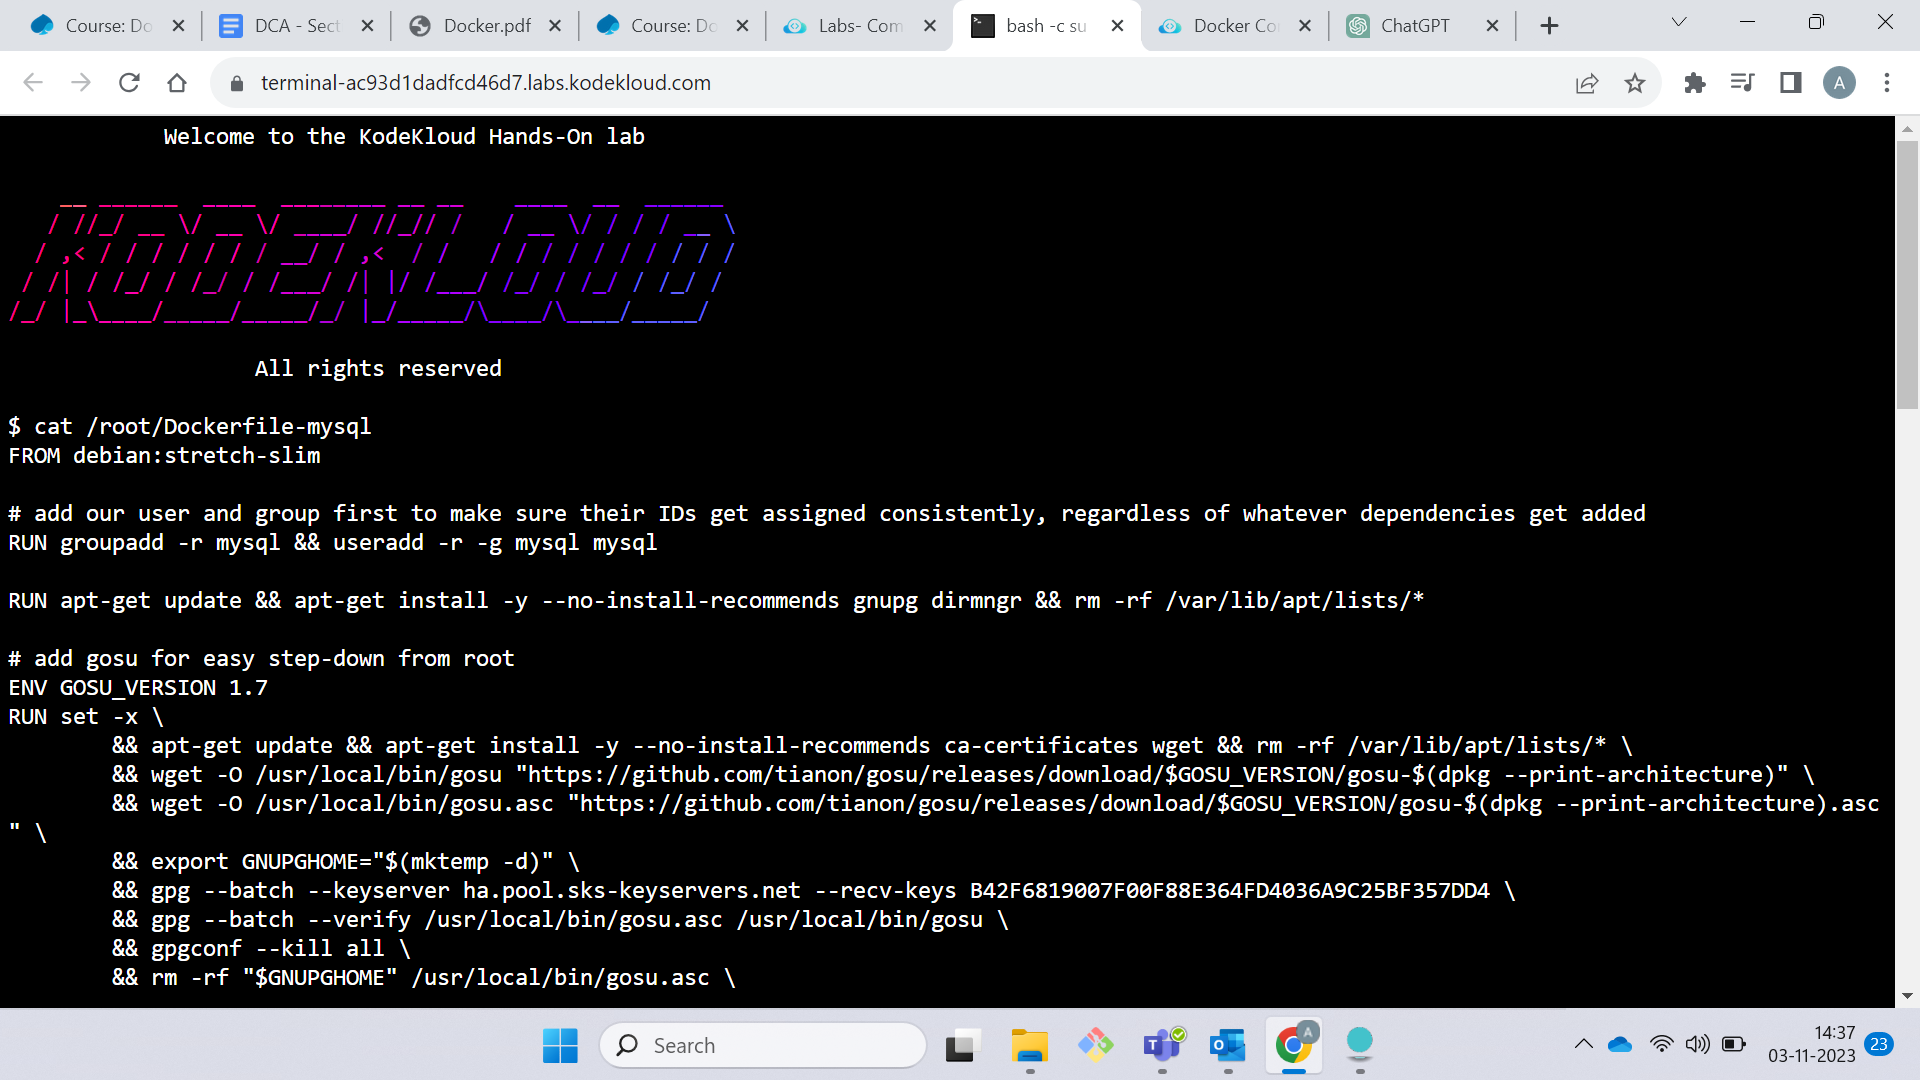 Course: Do
DCA - Sect
Docker.pdf
Course: Do
Labs- Com
bash -c su
Docker Co
ChatGPT
terminal-ac93d1dadfcd46d7.labs.kodekloud.com
A
Welcome to the KodeKloud Hands-On lab
KODEKLOUD
All rights reserved
$ cat /root/Dockerfile-mysql
FROM debian:stretch-slim
# add our user and group first to make sure their IDs get assigned consistently, regardless of whatever dependencies get added
RUN groupadd -r mysql && useradd -r -g mysql mysql
RUN apt-get update && apt-get install -y --no-install-recommends gnupg dirmngr && rm -rf /var/lib/apt/lists/*
# add gosu for easy step-down from root
ENV GOSU_VERSION 1.7
RUN set -x \
&& apt-get update && apt-get install -y --no-install-recommends ca-certificates wget && rm -rf /var/lib/apt/lists/* \
&& wget -O /usr/local/bin/gosu "https://github.com/tianon/gosu/releases/download/$GOSU_VERSION/gosu-$(dpkg --print-architecture)" \
&& wget -O /usr/local/bin/gosu.asc "https://github.com/tianon/gosu/releases/download/$GOSU_VERSION/gosu-$(dpkg --print-architecture).asc
" \
&& export GNUPGHOME="$(mktemp -d)" \
&& gpg --batch --keyserver ha.pool.sks-keyservers.net --recv-keys B42F6819007F00F88E364FD4036A9C25BF357DD4 \
&& gpg --batch --verify /usr/local/bin/gosu.asc /usr/local/bin/gosu \
&& gpgconf --kill all \
&& rm -rf "$GNUPGHOME" /usr/local/bin/gosu.asc \
Search
A
14:37
03-11-2023
23